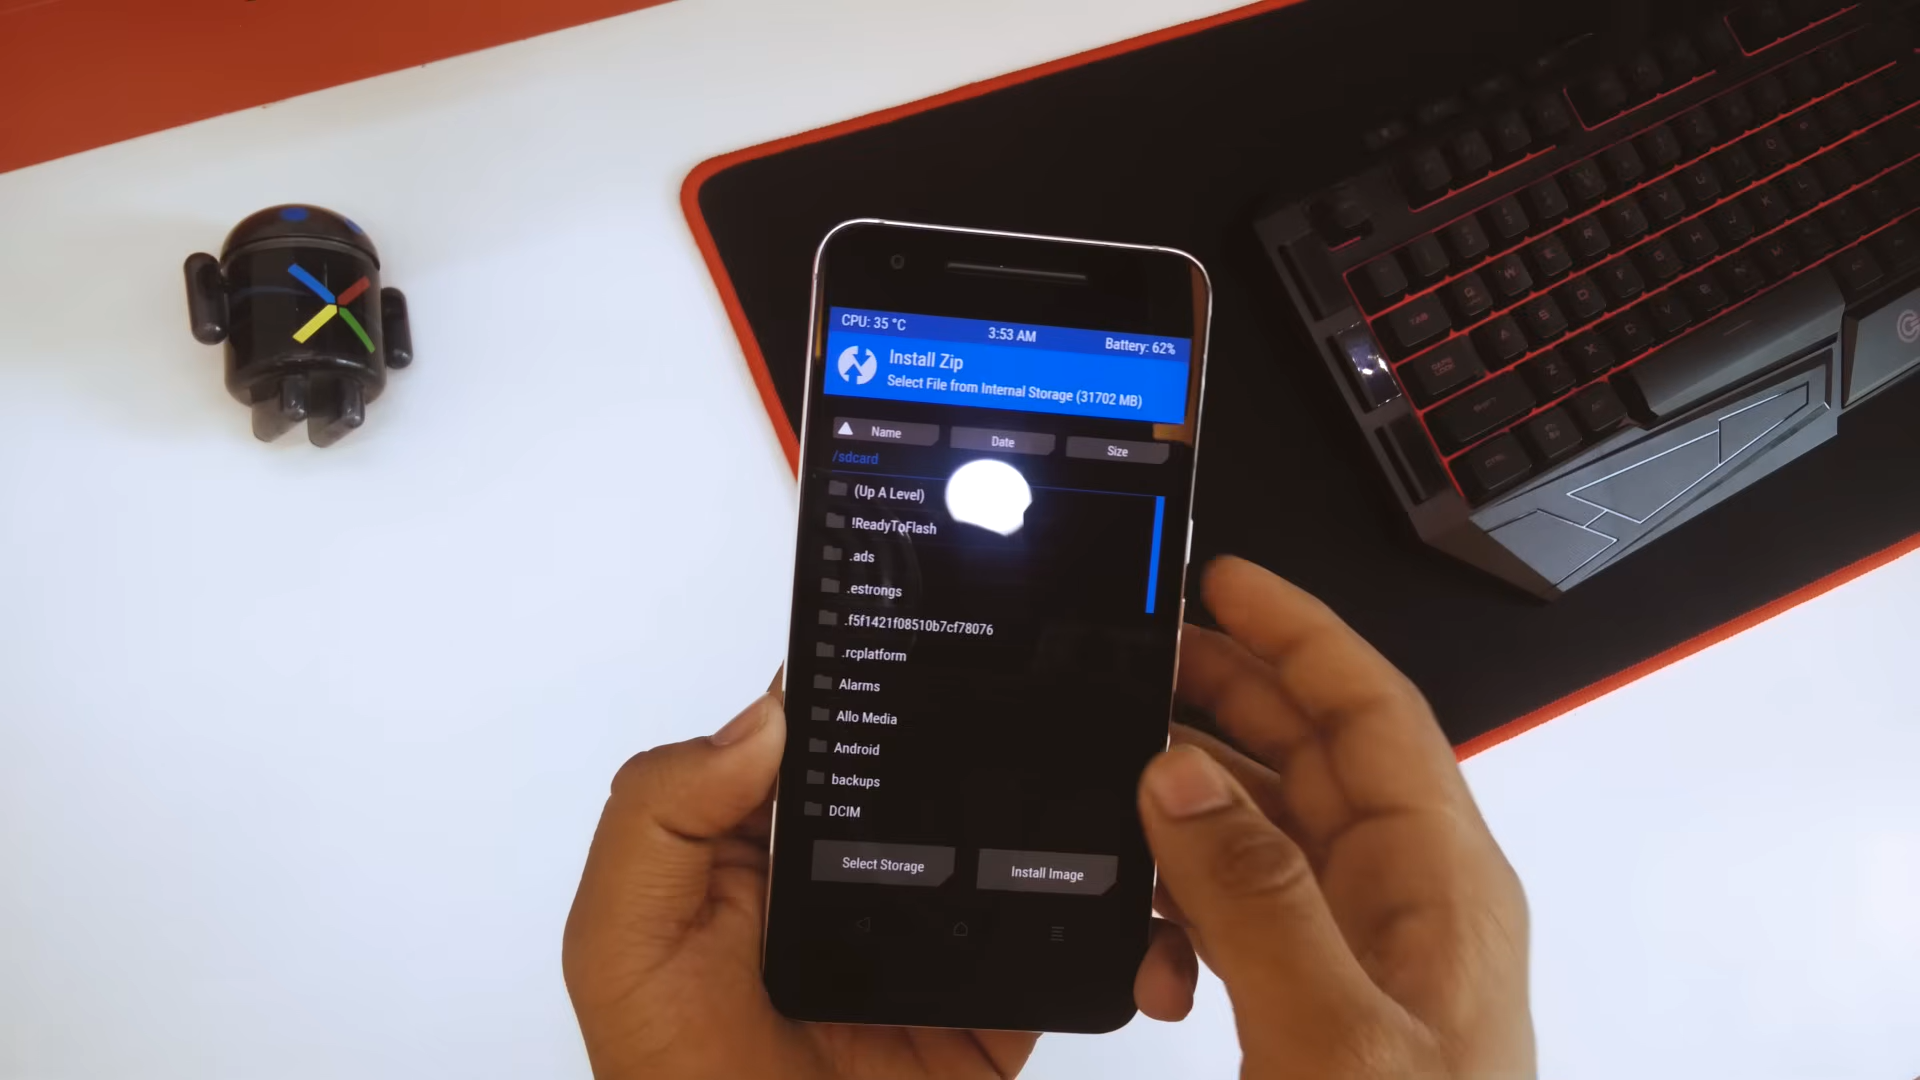 CPU: 35 °C 3:53 AM Battery: 62%
Install Zip
Select File from Internal Storage (31702 MB)
Name Date Size
/sdcard
(Up A Level)
!ReadyToFlash
.ads
.estrongs
.f5f1421f08510b7cf78076
.rcplatform
Alarms
Allo Media
Android
backups
DCIM
Select Storage Install Image